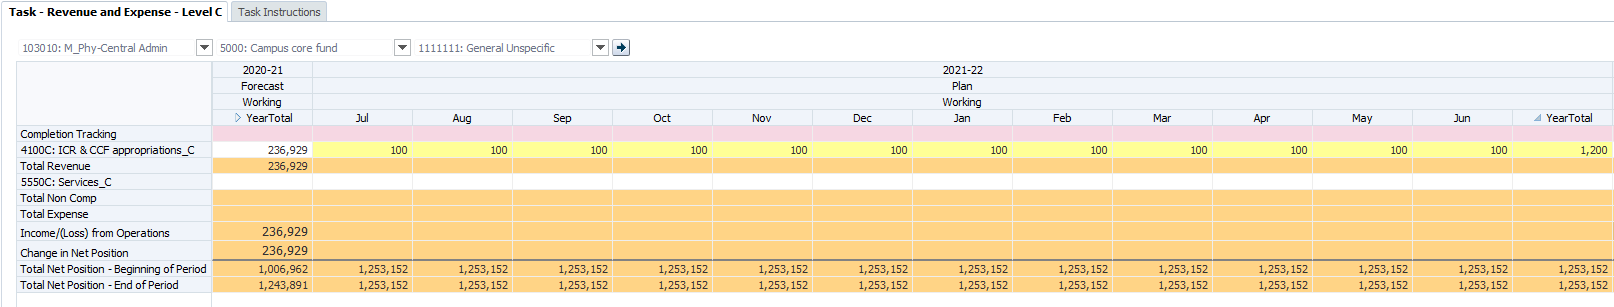 Task - Revenue and Expense - Level C Task Instructions
103010: M_Phy-Central Admin 5000: Campus core fund 1111111: General Unspecific
2020-21 2021-22
Forecast Plan
Working Working
YearTotal Jul Aug Sep Oct Nov Dec Jan Feb Mar Apr May Jun YearTotal
Completion Tracking
4100C: ICR & CCF appropriations_C 236,929 100 100 100 100 100 100 100 100 100 100 100 100 1,200
Total Revenue 236,929
5550C: Services_C
Total Non Comp
Total Expense
Income/(Loss) from Operations 236,929
Change in Net Position 236,929
Total Net Position - Beginning of Period 1,006,962 1,253,152 1,253,152 1,253,152 1,253,152 1,253,152 1,253,152 1,253,152 1,253,152 1,253,152 1,253,152 1,253,152 1,253,152 1,253,152
Total Net Position - End of Period 1,243,891 1,253,152 1,253,152 1,253,152 1,253,152 1,253,152 1,253,152 1,253,152 1,253,152 1,253,152 1,253,152 1,253,152 1,253,152 1,253,152